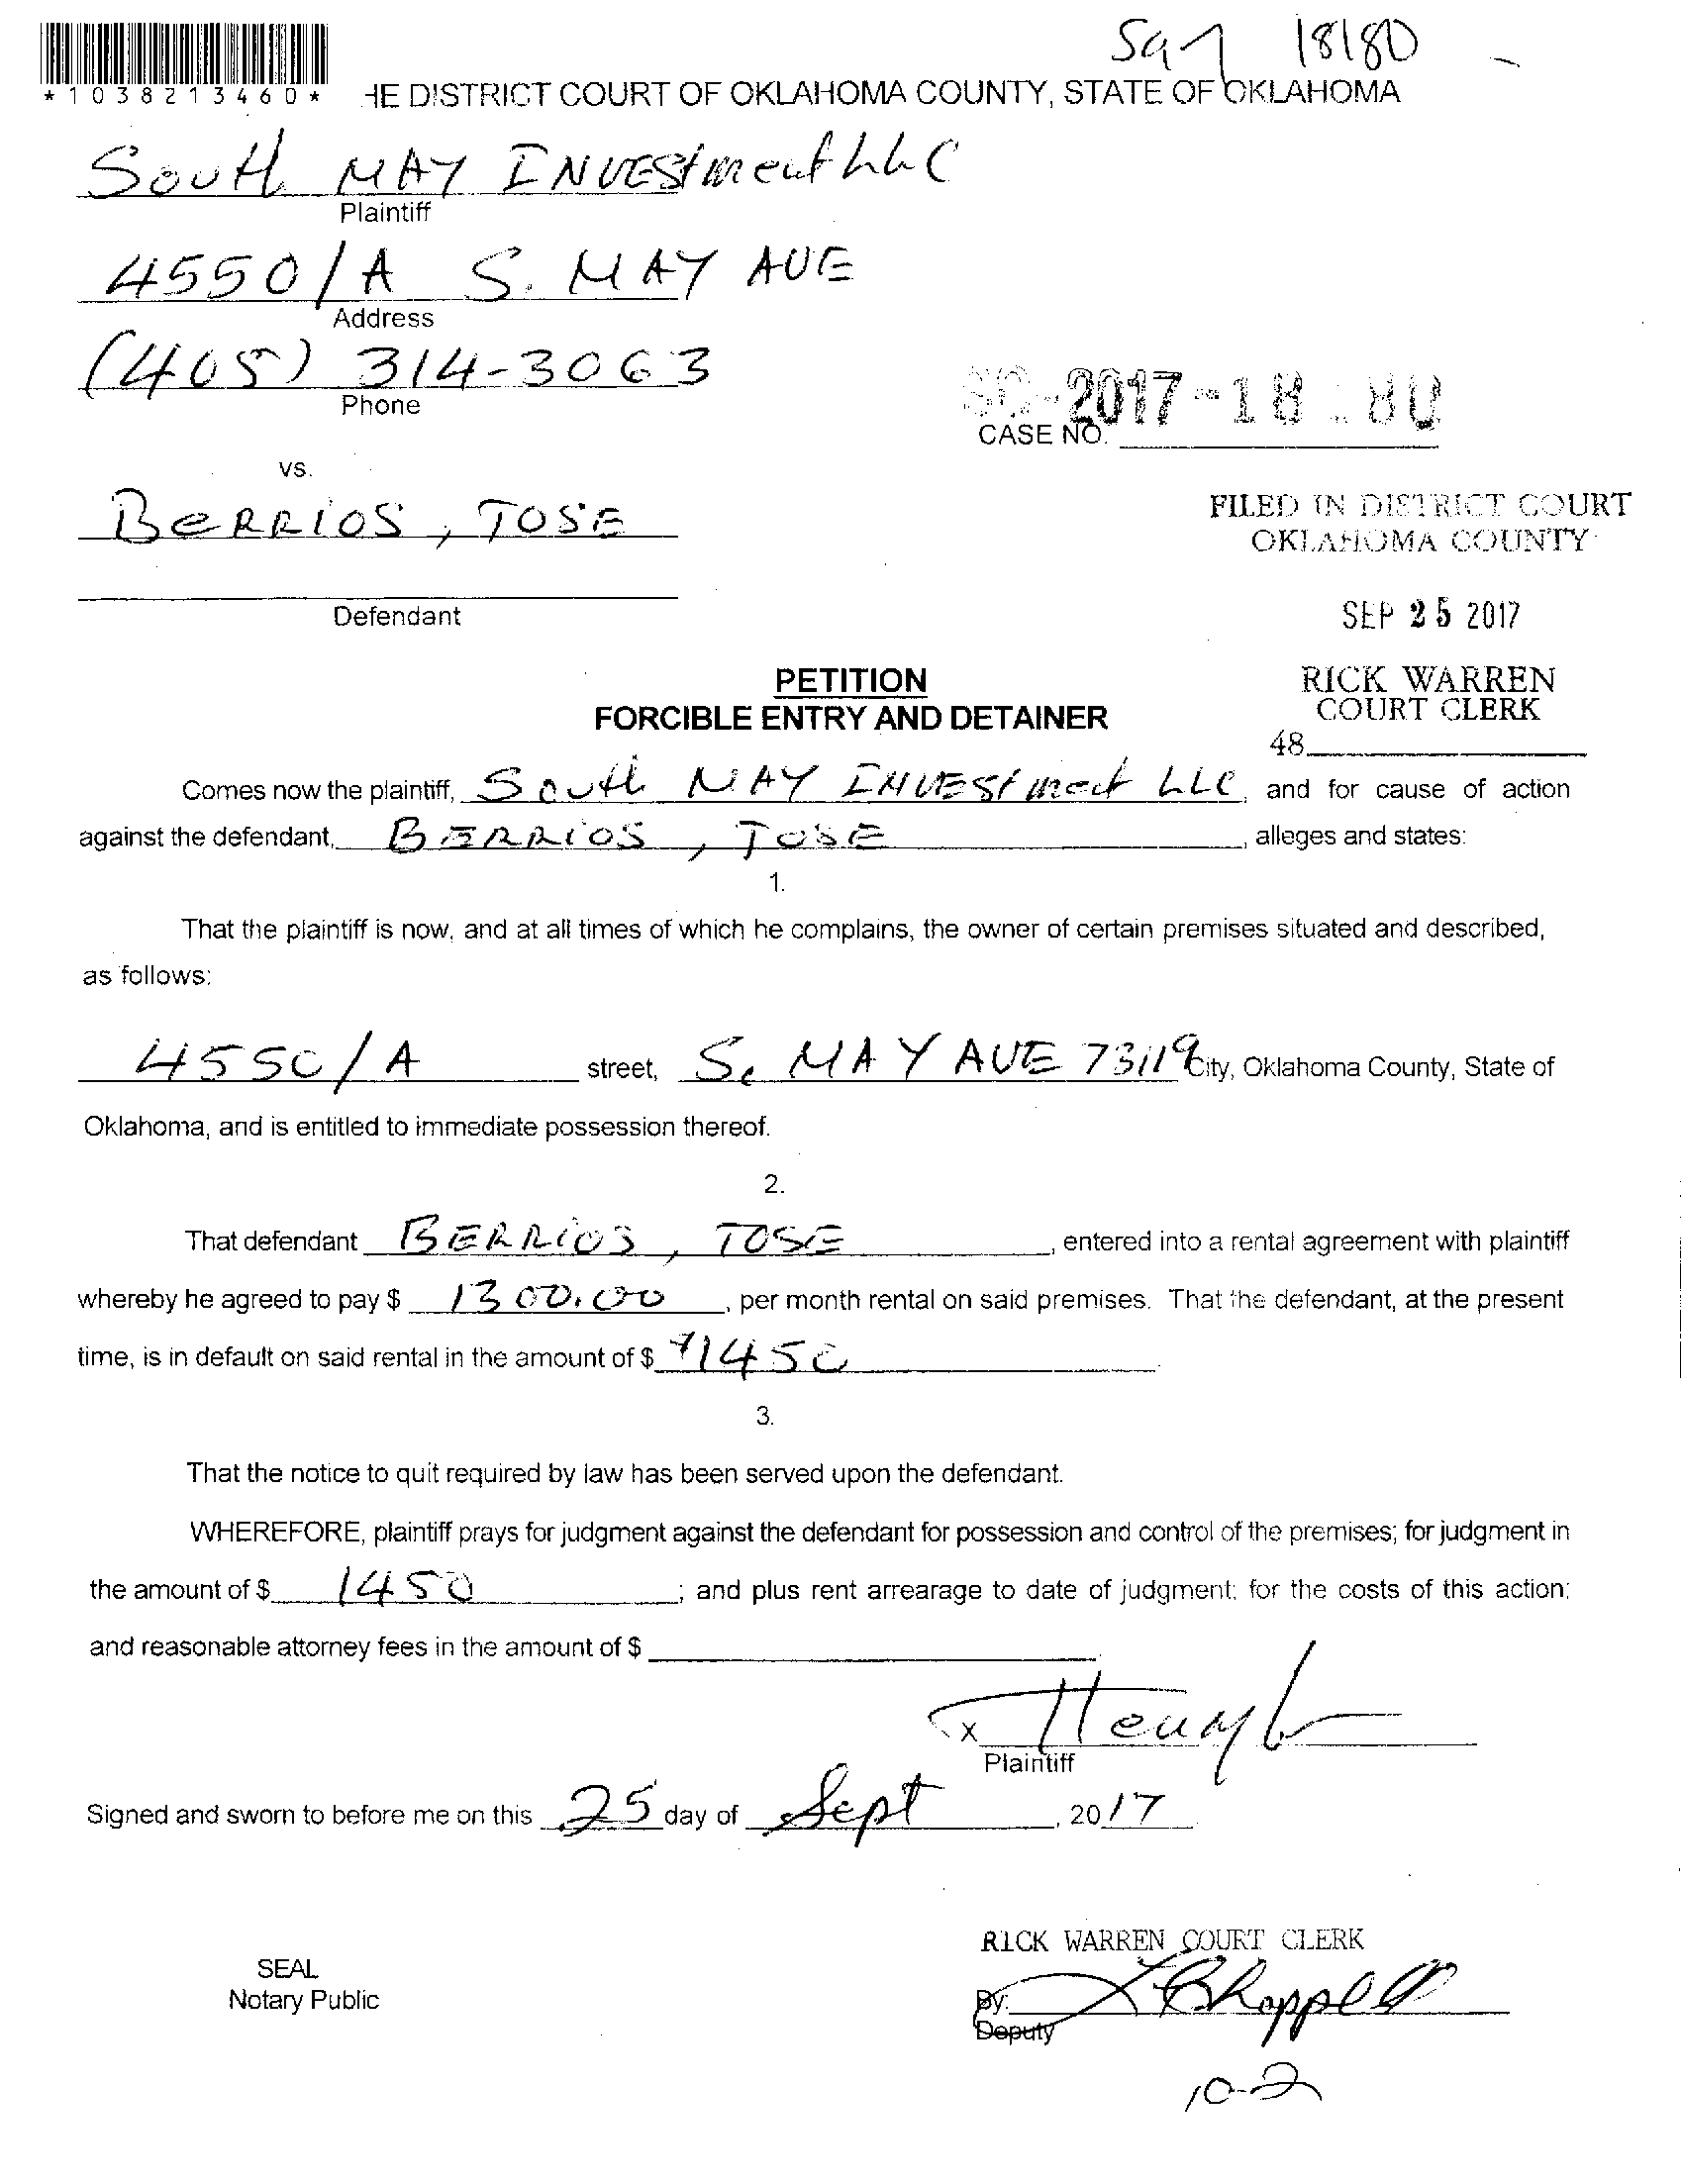 18180
*1038213460* HE DISTRICT COURT OF OKLAHOMA COUNTY, STATE OF OKLAHOMA
South MAY INVEStment LLC
Plaintiff
4550/A S. MAY AVE
Address
(405) 314-3063
Phone
SC-2017-18 80
CASE NO.
vs.
BERRIOS, JOSE
FILED IN DISTRICT COURT
OKLAHOMA COUNTY
Defendant
SEP 25 2017
PETITION
FORCIBLE ENTRY AND DETAINER
RICK WARREN
COURT CLERK
48
Comes now the plaintiff, South MAY INVEStment LLC, and for cause of action
against the defendant, BERRIOS, JOSE, alleges and states:
1.
That the plaintiff is now, and at all times of which he complains, the owner of certain premises situated and described,
as follows:
4550/A street, S. MAY AVE 73119 City, Oklahoma County, State of
Oklahoma, and is entitled to immediate possession thereof.
2.
That defendant BERRIOS, JOSE, entered into a rental agreement with plaintiff
whereby he agreed to pay $ 1300.00, per month rental on said premises. That the defendant, at the present
time, is in default on said rental in the amount of $ 1450.
3.
That the notice to quit required by law has been served upon the defendant.
WHEREFORE, plaintiff prays for judgment against the defendant for possession and control of the premises; for judgment in
the amount of $ 1450; and plus rent arrearage to date of judgment; for the costs of this action;
and reasonable attorney fees in the amount of $
x
Plaintiff
Signed and sworn to before me on this 25 day of Sept, 2017
RICK WARREN COURT CLERK
SEAL
Notary Public
By:
Deputy
10-2